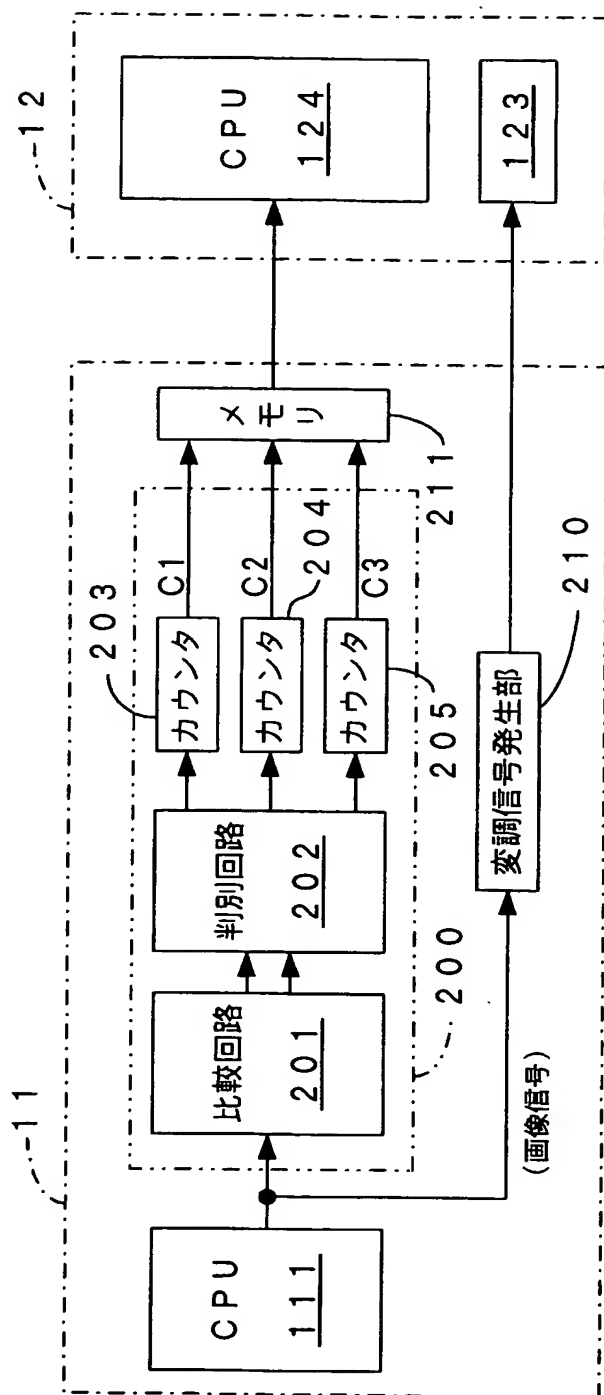 11
12
CPU
111
比較回路
201
判別回路
202
203
カウンタ
C1
カウンタ
C2
204
カウンタ
C3
205
メモリ
211
200
(画像信号)
変調信号発生部
210
CPU
124
123